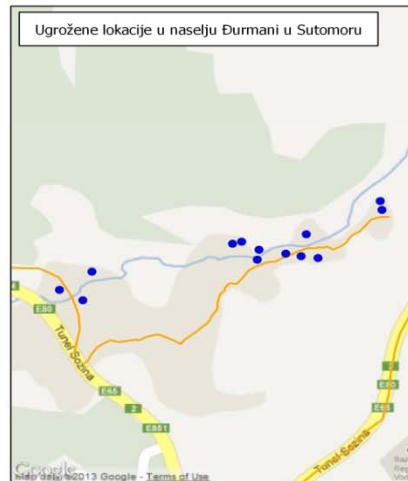 Ugrožene lokacije u naselju Đurmani u Sutomoru
E80
Tunel Sozina
E65
2
E851
2
E80
E65
Tunel Sozina
Google
Map data ©2013 Google - Terms of Use